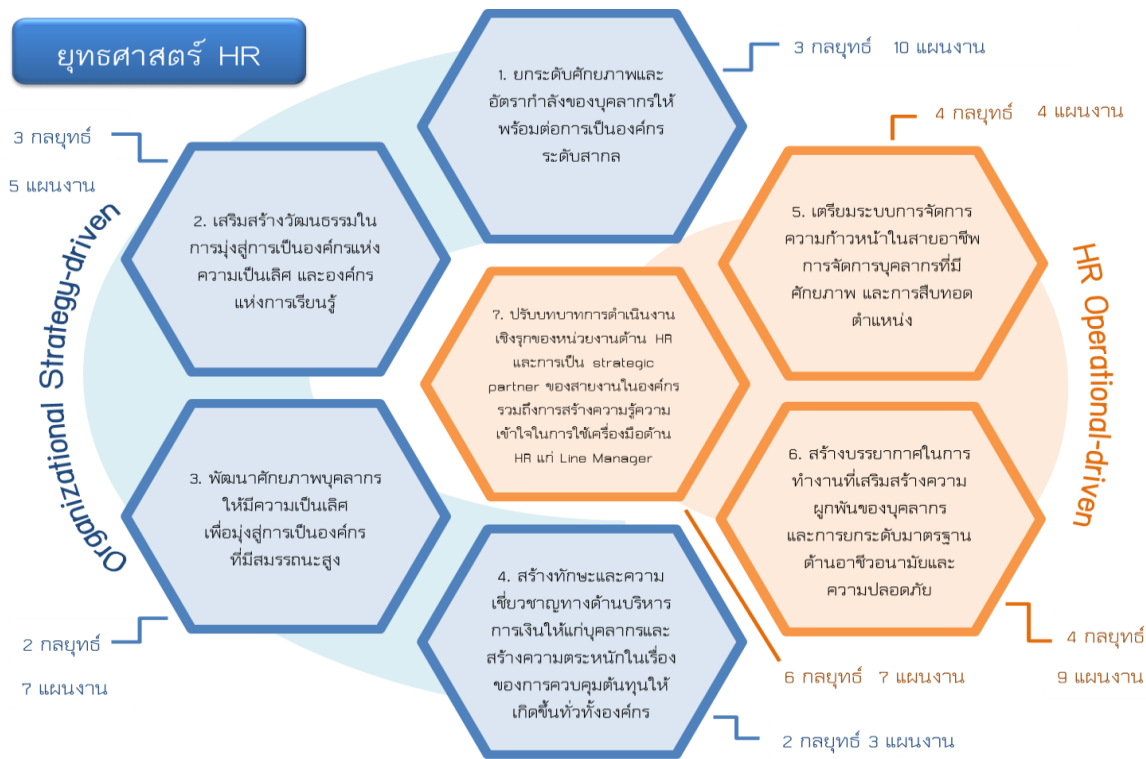 ยุทธศาสตร์ HR
1. ยกระดับศักยภาพและ
อัตรากำลังของบุคลากรให้
พร้อมต่อการเป็นองค์กร
ระดับสากล
3 กลยุทธ์ 10 แผนงาน
3 กลยุทธ์
5 แผนงาน
2. เสริมสร้างวัฒนธรรมใน
การมุ่งสู่การเป็นองค์กรแห่ง
ความเป็นเลิศ และองค์กร
แห่งการเรียนรู้
Organizational Strategy-driven
3. พัฒนาศักยภาพบุคลากร
ให้มีความเป็นเลิศ
เพื่อมุ่งสู่การเป็นองค์กร
ที่มีสมรรถนะสูง
2 กลยุทธ์
7 แผนงาน
4. สร้างทักษะและความ
เชี่ยวชาญทางด้านบริหาร
การเงินให้แก่บุคลากรและ
สร้างความตระหนักในเรื่อง
ของการควบคุมต้นทุนให้
เกิดขึ้นทั่วทั้งองค์กร
2 กลยุทธ์ 3 แผนงาน
4 กลยุทธ์ 4 แผนงาน
5. เตรียมระบบการจัดการ
ความก้าวหน้าในสายอาชีพ
การจัดการบุคลากรที่มี
ศักยภาพ และการสืบทอด
ตำแหน่ง
HR Operational-driven
6. สร้างบรรยากาศในการ
ทำงานที่เสริมสร้างความ
ผูกพันของบุคลากร
และการยกระดับมาตรฐาน
ด้านอาชีวอนามัยและ
ความปลอดภัย
4 กลยุทธ์
9 แผนงาน
7. ปรับบทบาทการดำเนินงาน
เชิงรุกของหน่วยงานด้าน HR
และการเป็น strategic
partner ของสายงานในองค์กร
รวมถึงการสร้างความรู้ความ
เข้าใจในการใช้เครื่องมือด้าน
HR แก่ Line Manager
6 กลยุทธ์ 7 แผนงาน